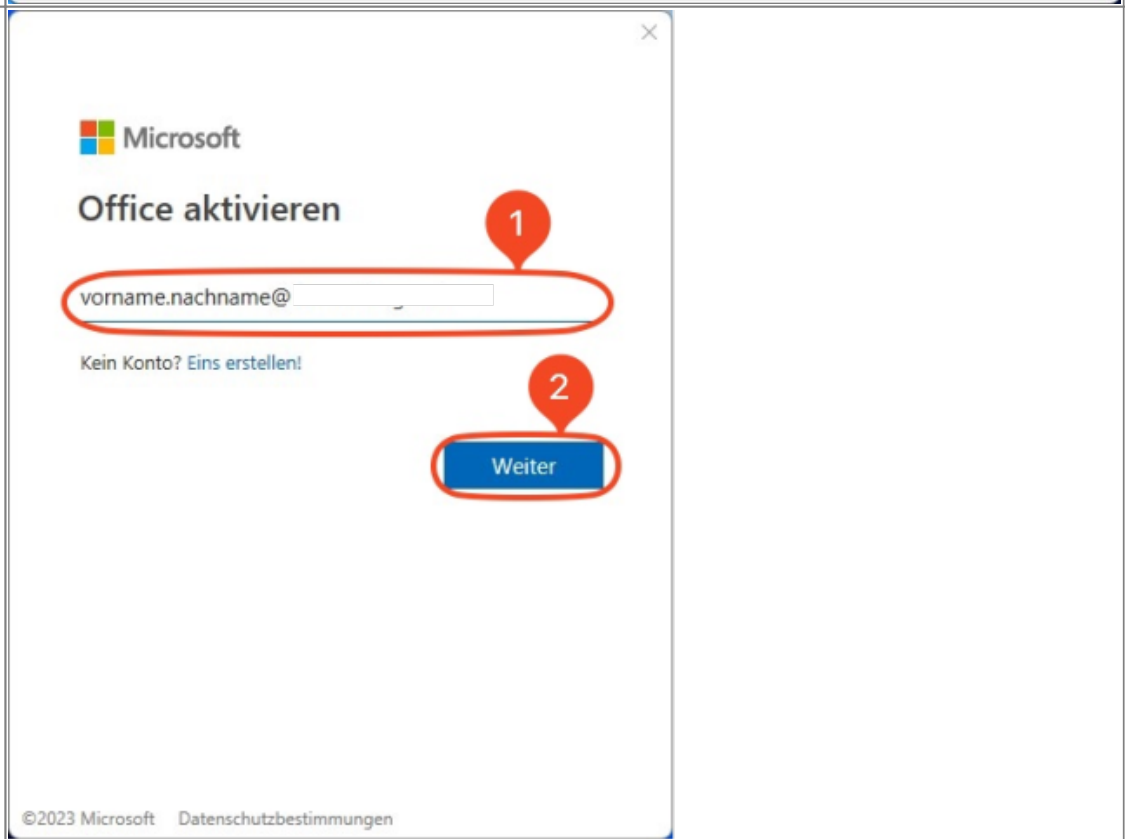 Microsoft
Office aktivieren
1
vorname.nachname@
Kein Konto? Eins erstellen!
2
Weiter
©2023 Microsoft Datenschutzbestimmungen